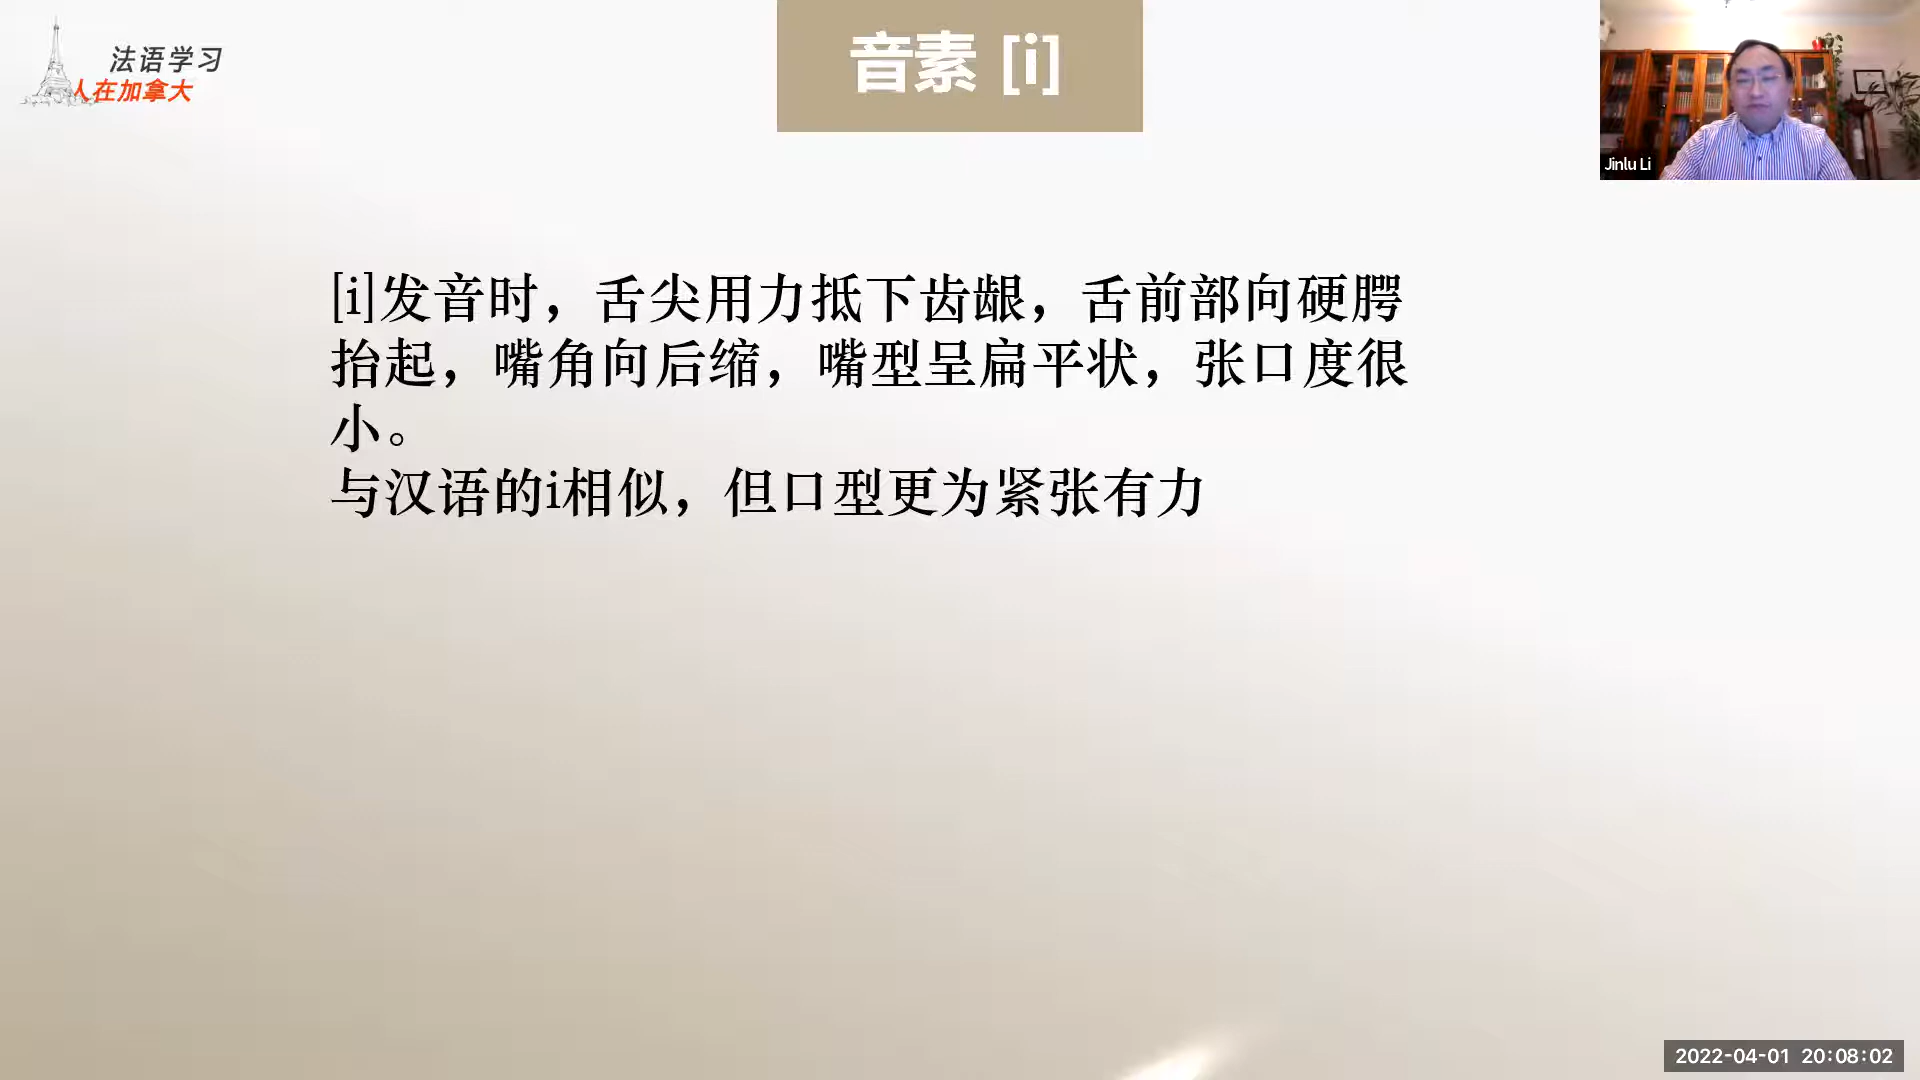 法语学习
人在加拿大
音素 [i]
Jinlu Li
[i]发音时，舌尖用力抵下齿龈，舌前部向硬腭
抬起，嘴角向后缩，嘴型呈扁平状，张口度很
小。
与汉语的i相似，但口型更为紧张有力
2022-04-01 20:08:02